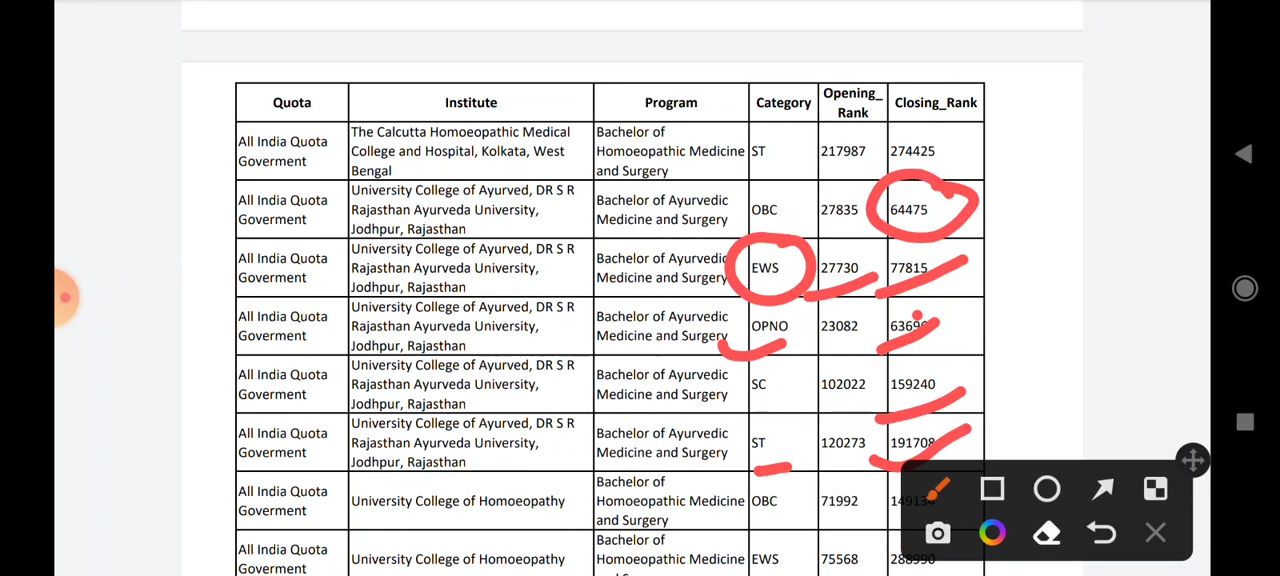 Quota Institute Program Category Opening_ Closing_Rank
Rank
All India Quota
Goverment
The Calcutta Homoeopathic Medical
College and Hospital, Kolkata, West
Bengal
Bachelor of
Homoeopathic Medicine
and Surgery
ST 217987 274425
All India Quota
Goverment
University College of Ayurved, DR S R
Rajasthan Ayurveda University,
Jodhpur, Rajasthan
Bachelor of Ayurvedic
Medicine and Surgery
OBC 27835 64475
All India Quota
Goverment
University College of Ayurved, DR S R
Rajasthan Ayurveda University,
Jodhpur, Rajasthan
Bachelor of Ayurvedic
Medicine and Surgery
EWS 27730 77815
All India Quota
Goverment
University College of Ayurved, DR S R
Rajasthan Ayurveda University,
Jodhpur, Rajasthan
Bachelor of Ayurvedic
Medicine and Surgery
OPNO 23082
All India Quota
Goverment
University College of Ayurved, DR S R
Rajasthan Ayurveda University,
Jodhpur, Rajasthan
Bachelor of Ayurvedic
Medicine and Surgery
SC 102022 159240
All India Quota
Goverment
University College of Ayurved, DR S R
Rajasthan Ayurveda University,
Jodhpur, Rajasthan
Bachelor of Ayurvedic
Medicine and Surgery
ST 120273 191708
All India Quota
Goverment
University College of Homoeopathy
Bachelor of
Homoeopathic Medicine
and Surgery
OBC 71992 149134
All India Quota
Goverment
University College of Homoeopathy
Bachelor of
Homoeopathic Medicine
EWS 75568 288990